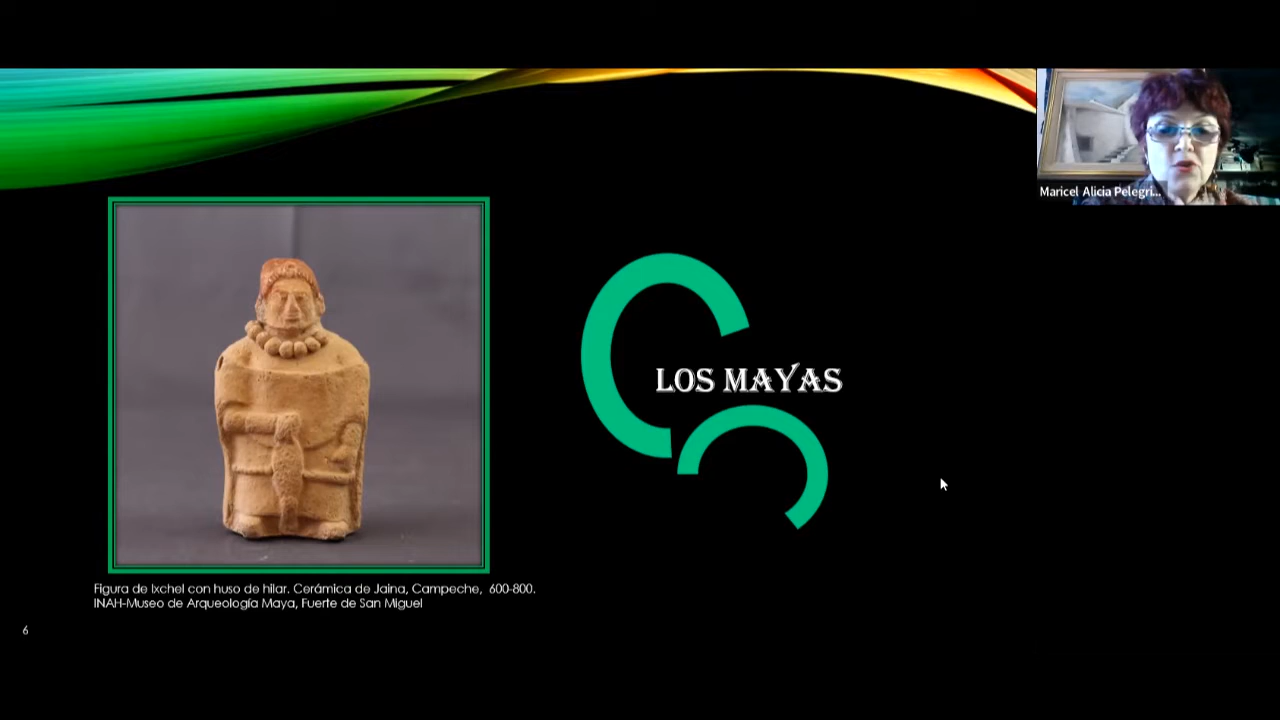 Maricel Alicia Pelegri...
LOS MAYAS
Figura de Ixchel con huso de hilar. Cerámica de Jaina, Campeche, 600-800.
INAH-Museo de Arqueología Maya, Fuerte de San Miguel
6